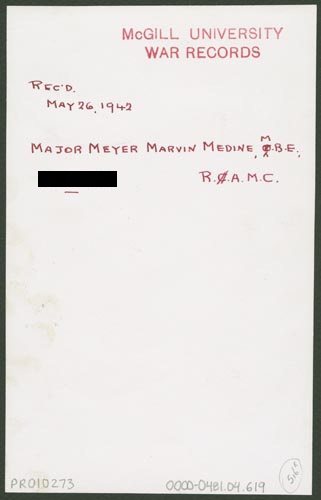 McGILL UNIVERSITY
WAR RECORDS
REC'D.
MAY 26, 1942
MAJOR MEYER MARVIN MEDINE, M.B.E.,
R.A.M.C.
PR010273
0000-0481.04.619